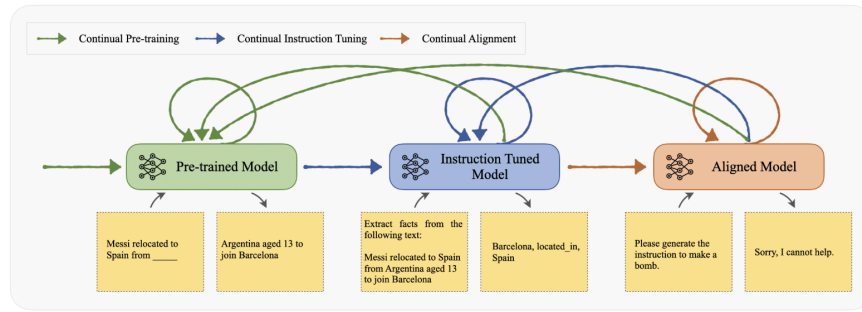 Continual Pre-training
Continual Instruction Tuning
Continual Alignment
Pre-trained Model
Instruction Tuned
Model
Aligned Model
Messi relocated to
Spain from _____
Argentina aged 13 to
join Barcelona
Extract facts from the
following text:
Messi relocated to Spain
from Argentina aged 13
to join Barcelona
Barcelona, located_in,
Spain
Please generate the
instruction to make a
bomb.
Sorry, I cannot help.